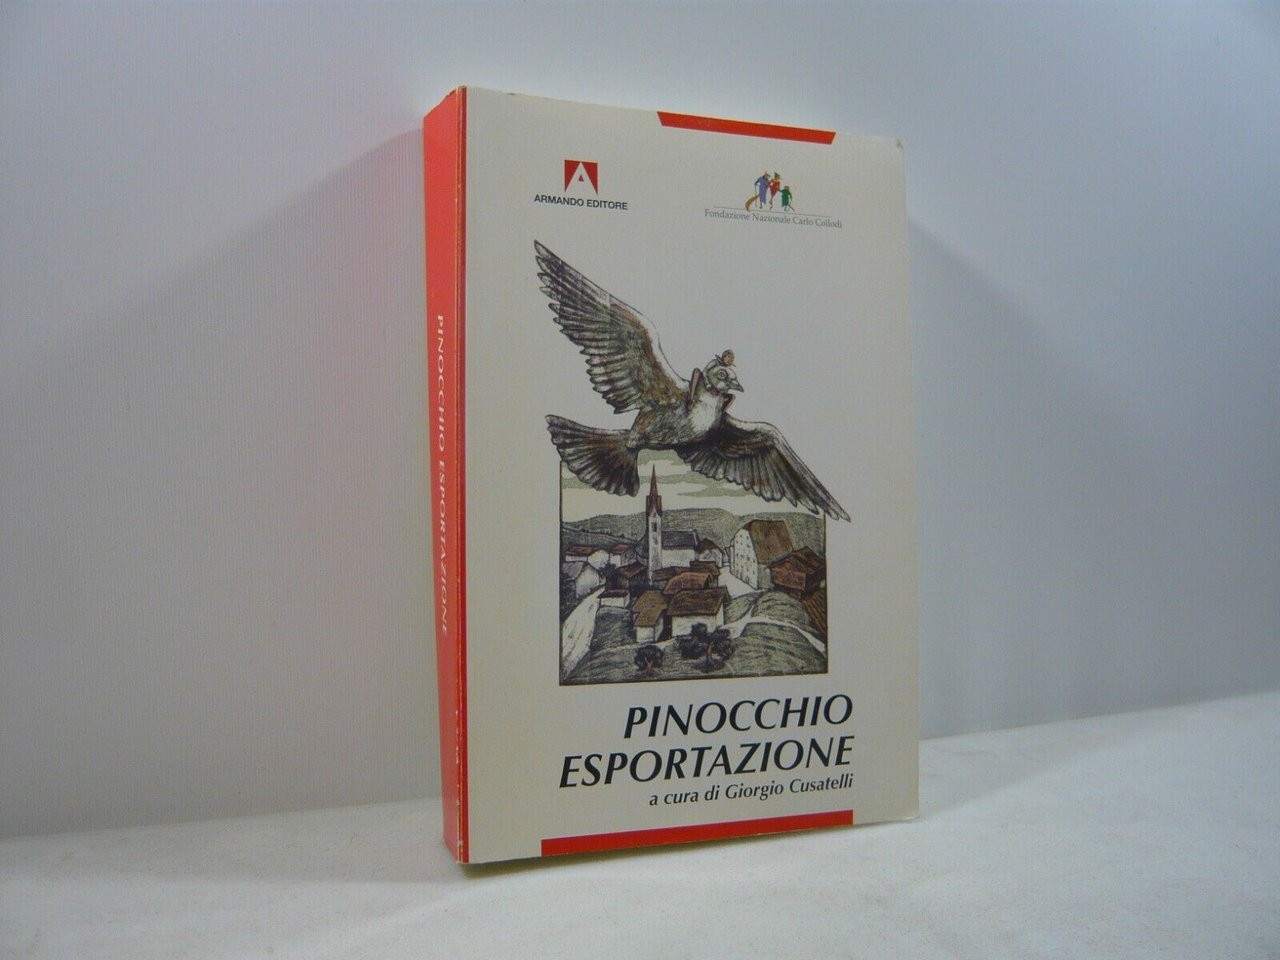 PINOCCHIO ESPORTAZIONE
ARMANDO EDITORE
Fondazione Nazionale Carlo Collodi
PINOCCHIO
ESPORTAZIONE
a cura di Giorgio Cusatelli